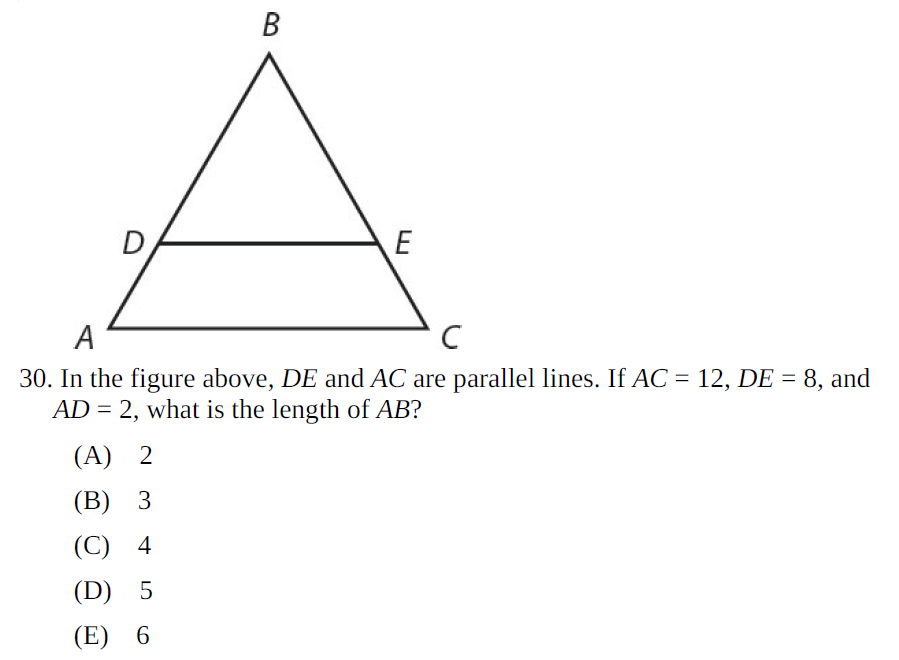 B
D E
A C
30. In the figure above, DE and AC are parallel lines. If AC = 12, DE = 8, and
AD = 2, what is the length of AB?
(A) 2
(B) 3
(C) 4
(D) 5
(E) 6